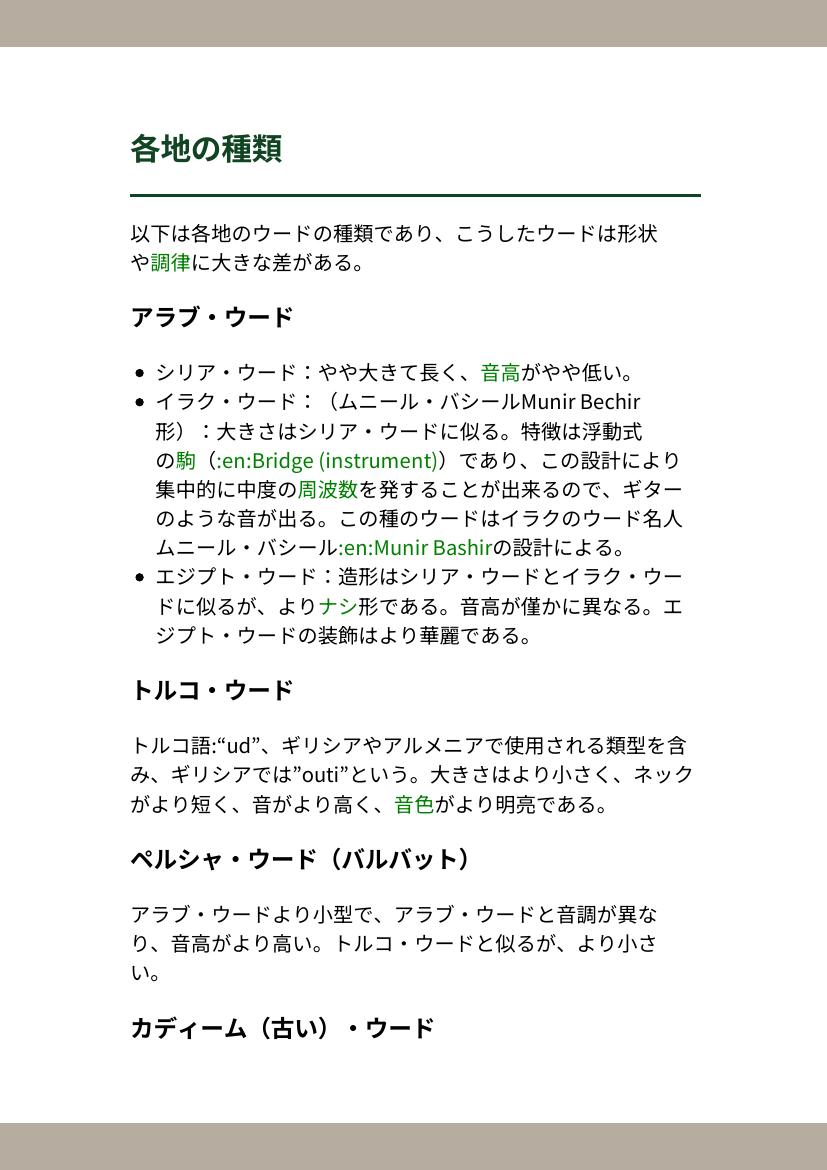 各地の種類
以下は各地のウードの種類であり、こうしたウードは形状
や調律に大きな差がある。
アラブ・ウード
• シリア・ウード：やや大きて長く、音高がやや低い。
• イラク・ウード：（ムニール・バシールMunir Bechir
形）：大きさはシリア・ウードに似る。特徴は浮動式
の駒（:en:Bridge (instrument)）であり、この設計により
集中的に中度の周波数を発することが出来るので、ギター
のような音が出る。この種のウードはイラクのウード名人
ムニール・バシール:en:Munir Bashirの設計による。
• エジプト・ウード：造形はシリア・ウードとイラク・ウー
ドに似るが、よりナシ形である。音高が僅かに異なる。エ
ジプト・ウードの装飾はより華麗である。
トルコ・ウード
トルコ語:“ud”、ギリシアやアルメニアで使用される類型を含
み、ギリシアでは”outi”という。大きさはより小さく、ネック
がより短く、音がより高く、音色がより明亮である。
ペルシャ・ウード（バルバット）
アラブ・ウードより小型で、アラブ・ウードと音調が異な
り、音高がより高い。トルコ・ウードと似るが、より小さ
い。
カディーム（古い）・ウード